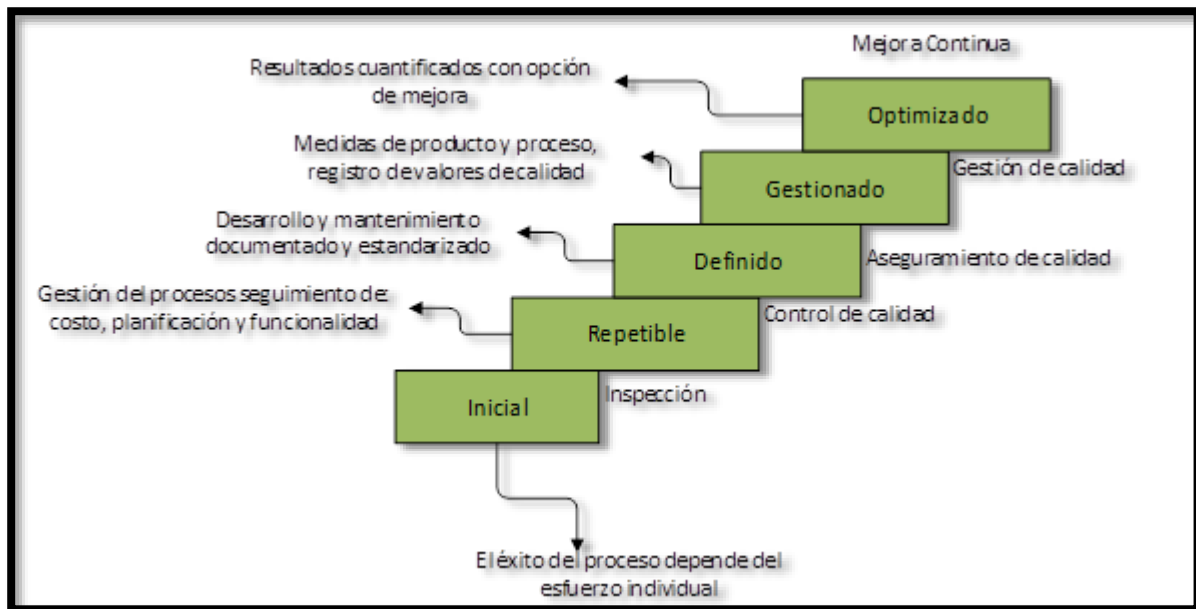 Mejora Continua
Resultados cuantificados con opción
de mejora
Optimizado
Medidas de producto y proceso,
registro de valores de calidad
Gestionado
Gestión de calidad
Desarrollo y mantenimiento
documentado y estandarizado
Definido
Aseguramiento de calidad
Gestión del procesos seguimiento de:
costo, planificación y funcionalidad
Repetible
Control de calidad
Inicial
Inspección
El éxito del proceso depende del
esfuerzo individual